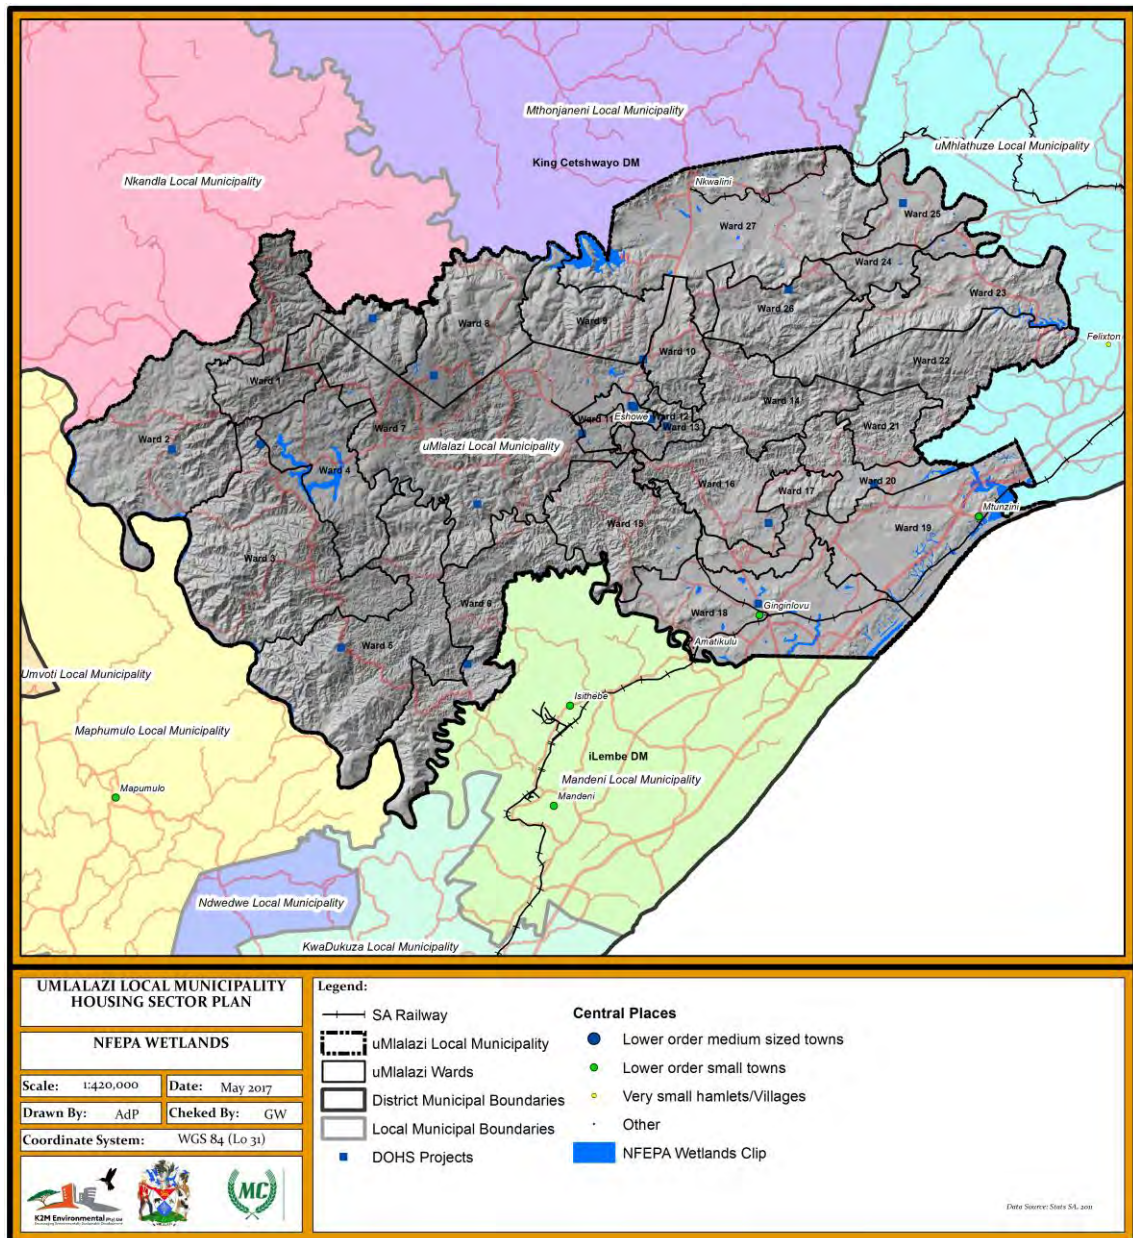 Mthonjaneni Local Municipality
uMhlathuze Local Municipality
King Cetshwayo DM
Nkandla Local Municipality
Nkwalini
Ward 25
Ward 27
Ward 24
Ward 23
Ward 26
Ward 8
Ward 9
Felixton
Ward 10
Ward 22
Ward 1
Ward 14
Eshowe
Ward 11
Ward 12
Ward 13
Ward 7
Ward 21
Ward 2
uMlalazi Local Municipality
Ward 4
Ward 16
Ward 17
Ward 20
Mtunzini
Ward 15
Ward 19
Ward 3
Ward 6
Ward 18
Ginginlovu
Amatikulu
Ward 5
Umvoti Local Municipality
Isithebe
Maphumulo Local Municipality
iLembe DM
Mandeni Local Municipality
Mapumulo
Mandeni
Ndwedwe Local Municipality
KwaDukuza Local Municipality
UMLALAZI LOCAL MUNICIPALITY
HOUSING SECTOR PLAN
NFEPA WETLANDS
Scale: 1:420,000
Date: May 2017
Drawn By: AdP
Cheked By: GW
Coordinate System: WGS 84 (Lo 31)
K2M Environmental (Pty) Ltd
MC
Legend:
SA Railway
uMlalazi Local Municipality
uMlalazi Wards
District Municipal Boundaries
Local Municipal Boundaries
DOHS Projects
Central Places
Lower order medium sized towns
Lower order small towns
Very small hamlets/Villages
Other
NFEPA Wetlands Clip
Data Source: Stats SA, 2011